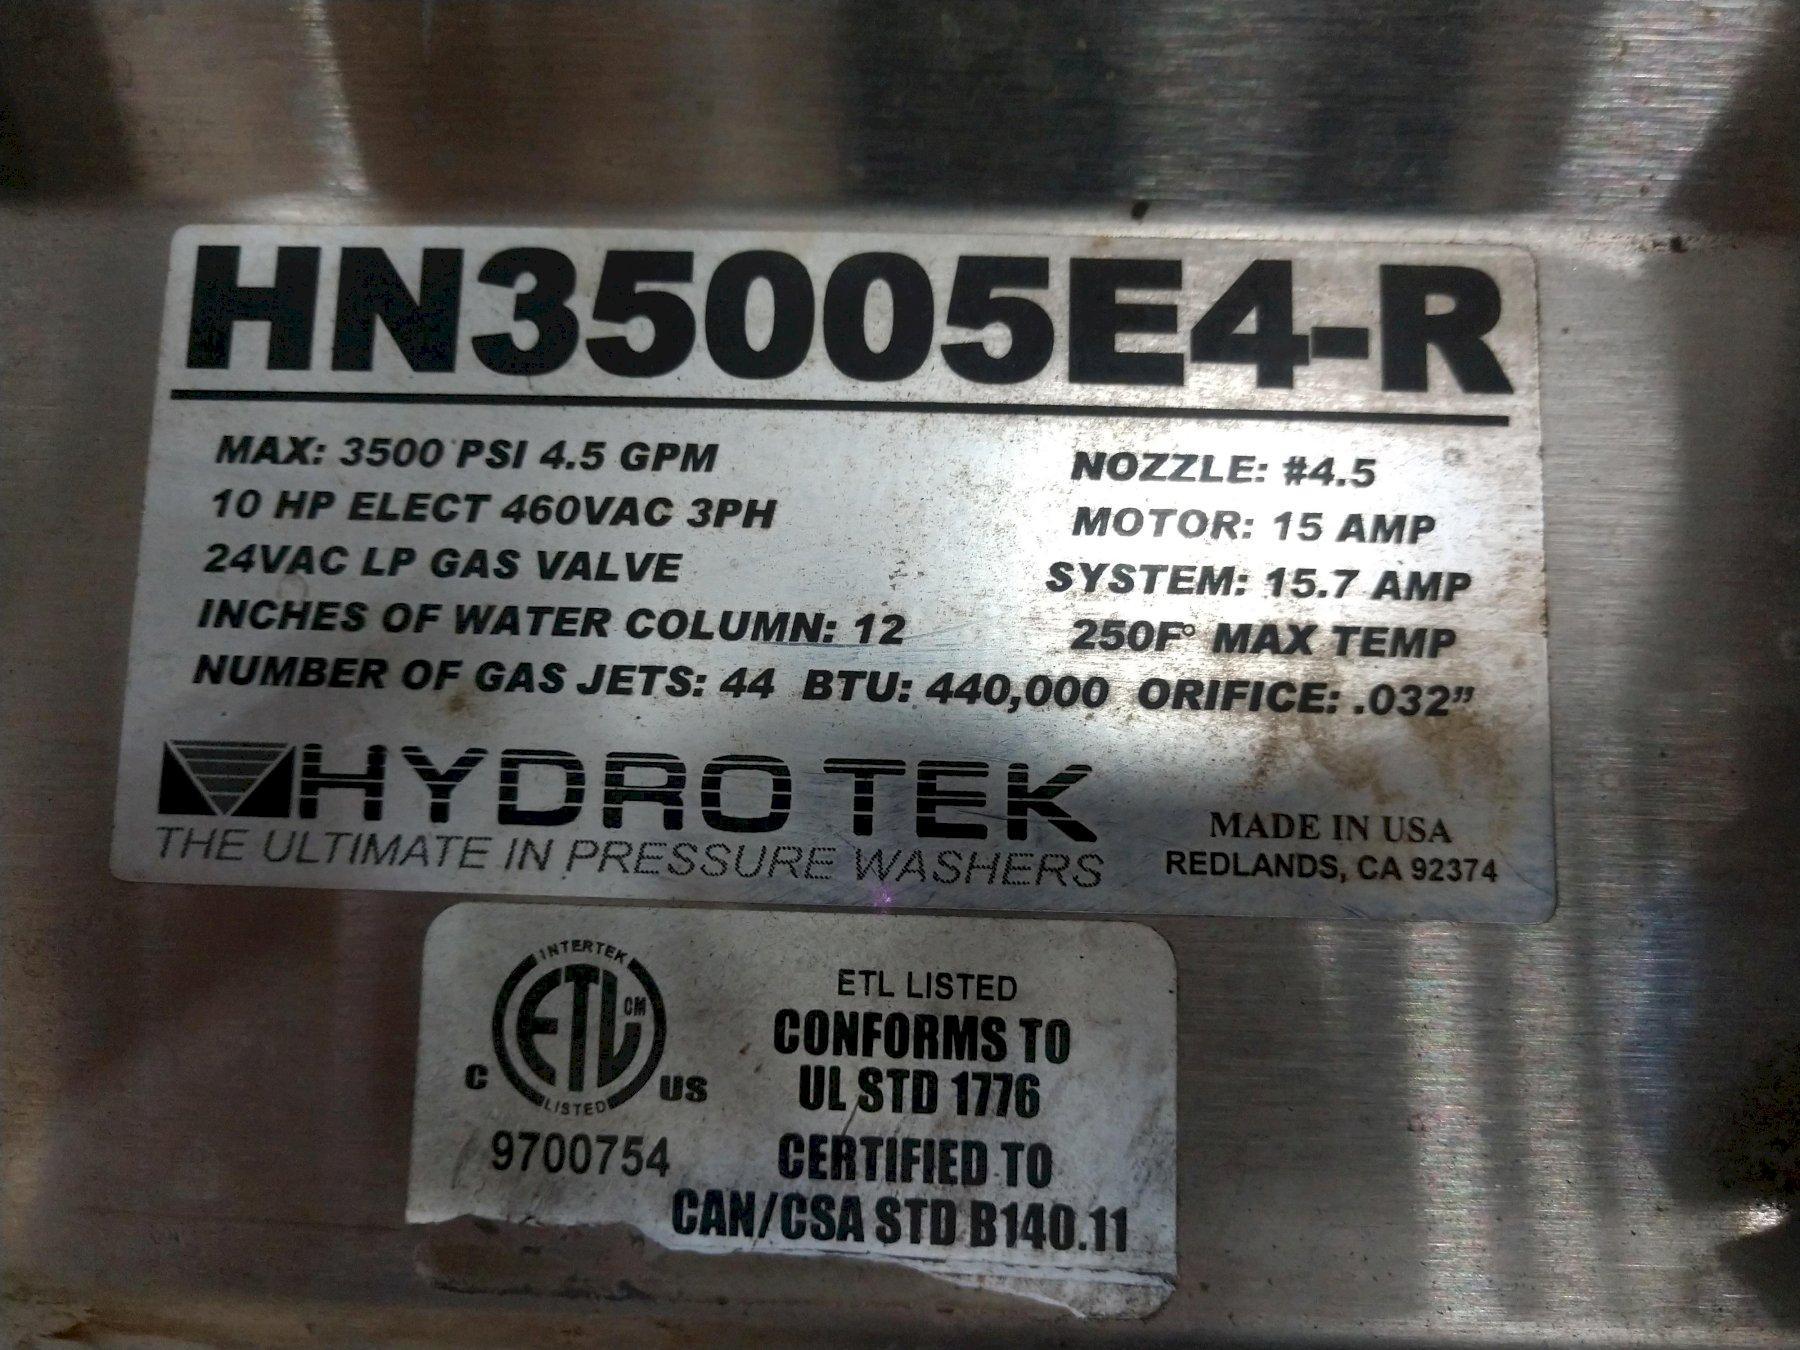 HN35005E4-R
MAX: 3500 PSI 4.5 GPM
10 HP ELECT 460VAC 3PH
24VAC LP GAS VALVE
INCHES OF WATER COLUMN: 12
NOZZLE: #4.5
MOTOR: 15 AMP
SYSTEM: 15.7 AMP
250F° MAX TEMP
NUMBER OF GAS JETS: 44 BTU: 440,000 ORIFICE: .032"
HYDRO TEK
THE ULTIMATE IN PRESSURE WASHERS
MADE IN USA
REDLANDS, CA 92374
INTERTEK
ETL CM
C US
LISTED
9700754
ETL LISTED
CONFORMS TO
UL STD 1776
CERTIFIED TO
CAN/CSA STD B140.11